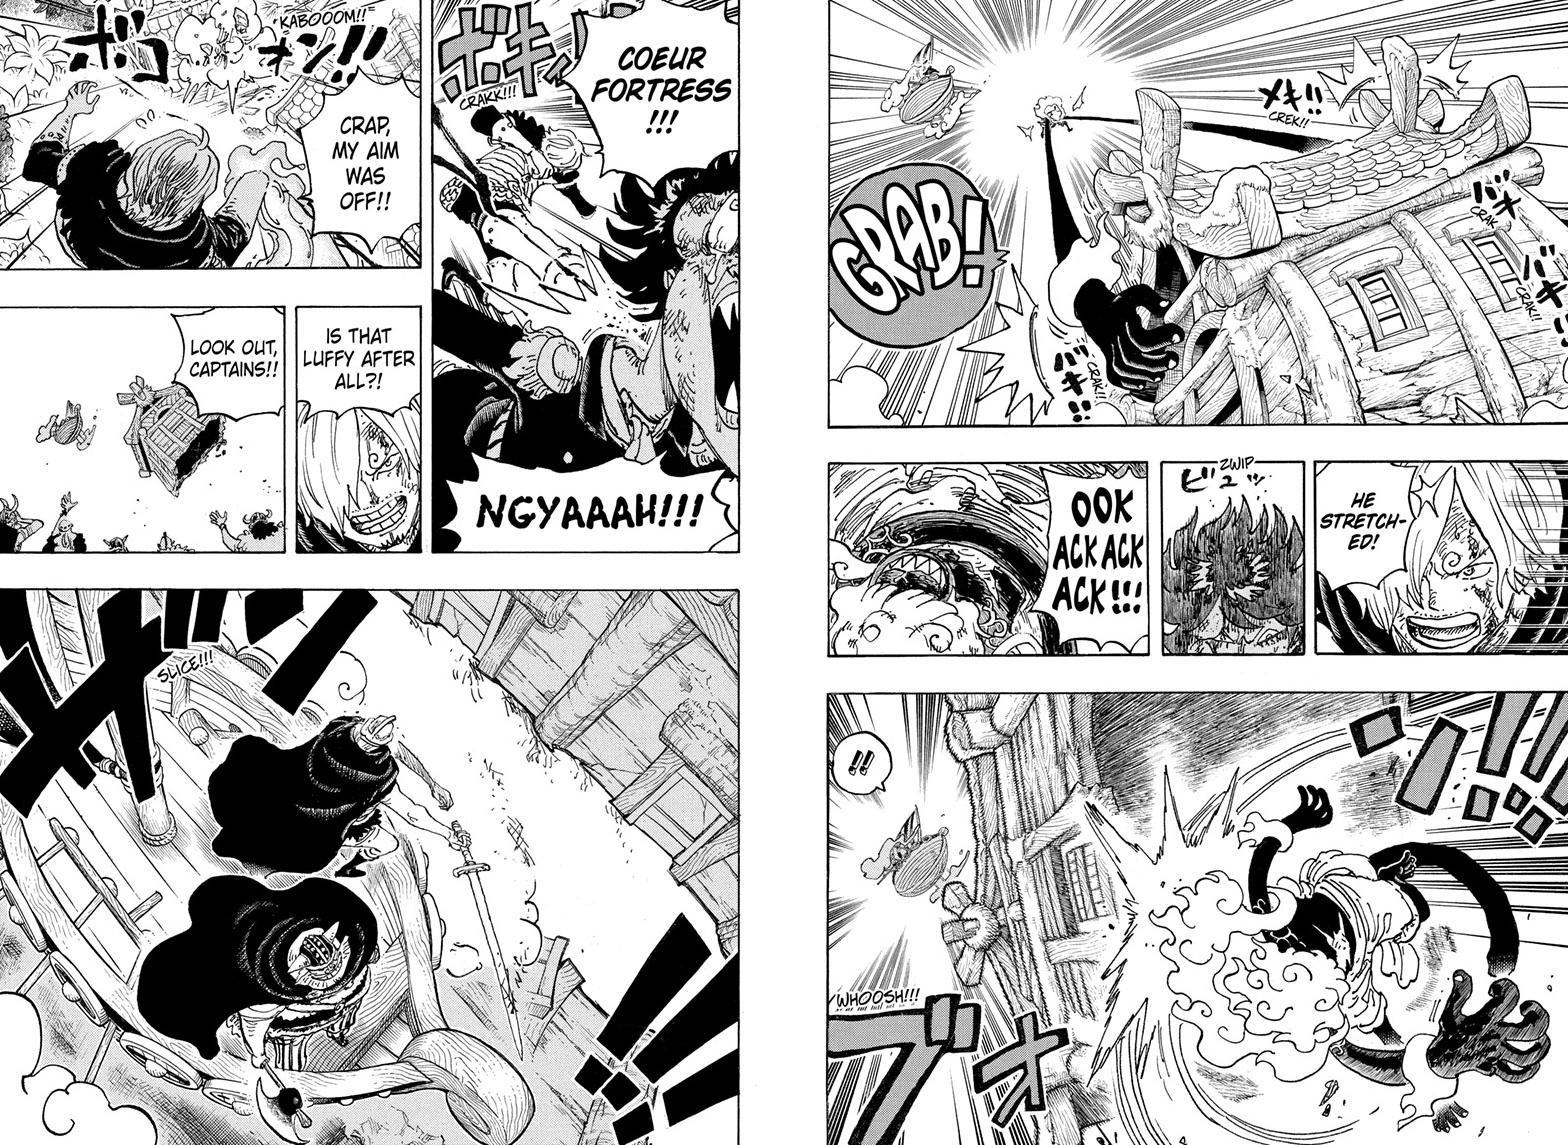 GRAB!
メキ!!
CREK!!
バキ
CRAK
バキ!!
CRAK!!
バキ!!
CRAK!!
HE
STRETCH-
ED!
ZWIP
ビュッ
OOK
ACK ACK
ACK!!!
!!
WHOOSH!!!
ブォ
!!!
COEUR
FORTRESS
!!!
ボキッ
CRAKK!!!
NGYAAAH!!!
KABOOOM!!
ボコォン!!
CRAP,
MY AIM
WAS
OFF!!
IS THAT
LUFFY AFTER
ALL?!
LOOK OUT,
CAPTAINS!!
SLICE!!!
!!